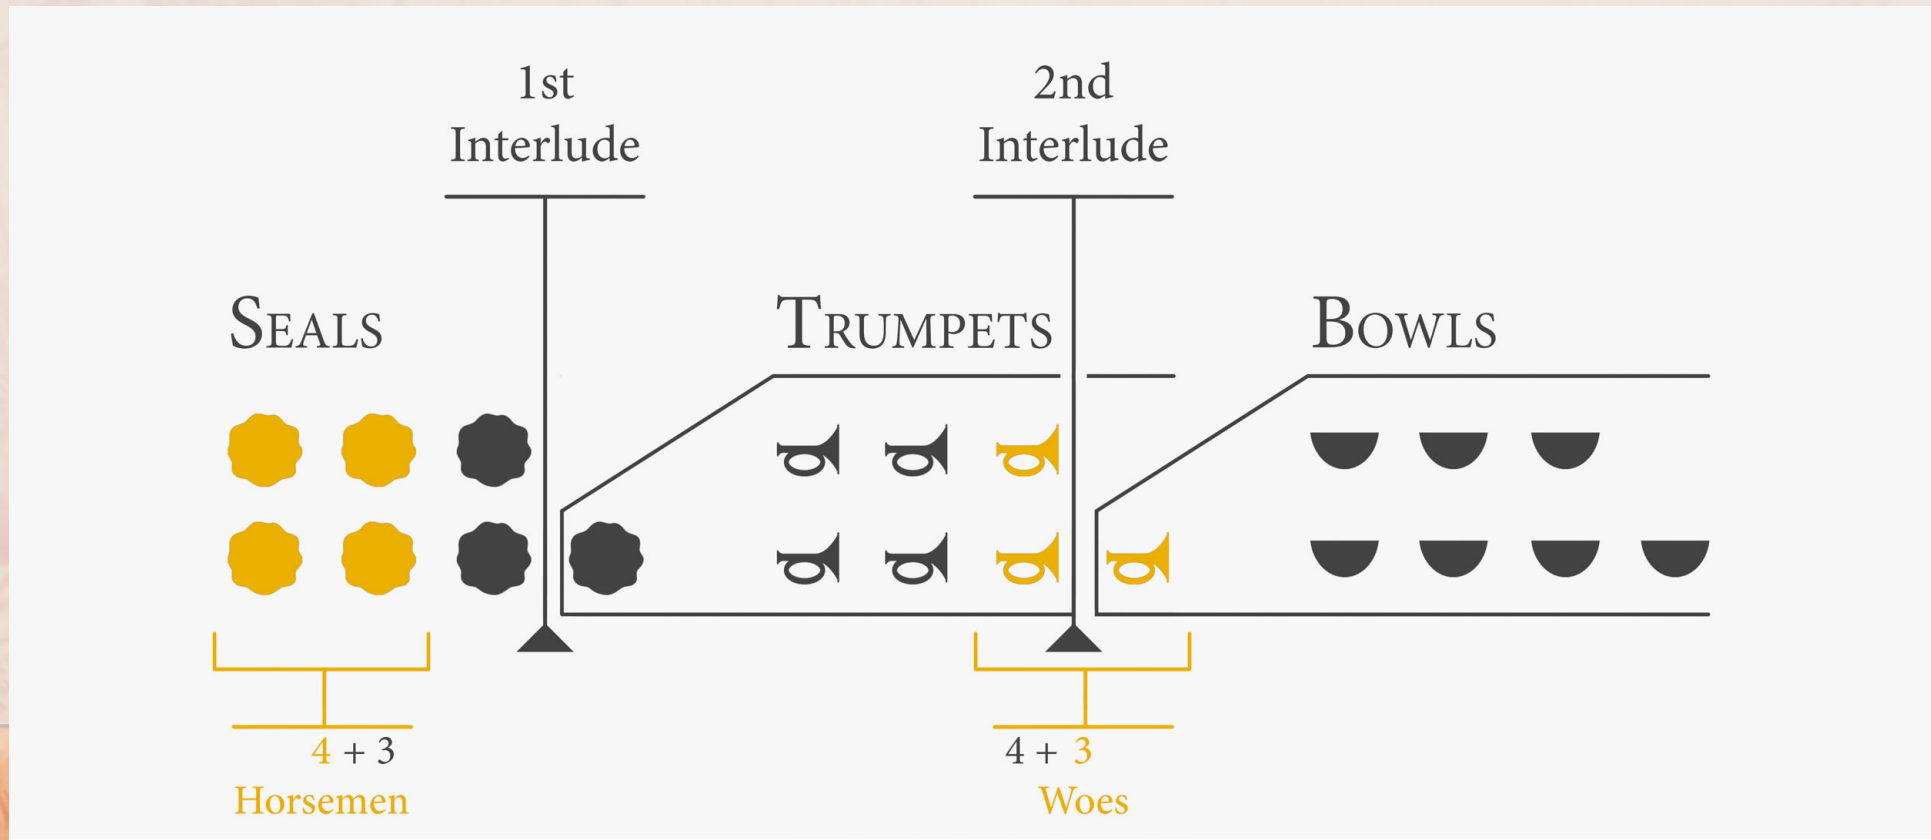 1st
Interlude
2nd
Interlude
SEALS
TRUMPETS
BOWLS
4 + 3
Horsemen
4 + 3
Woes